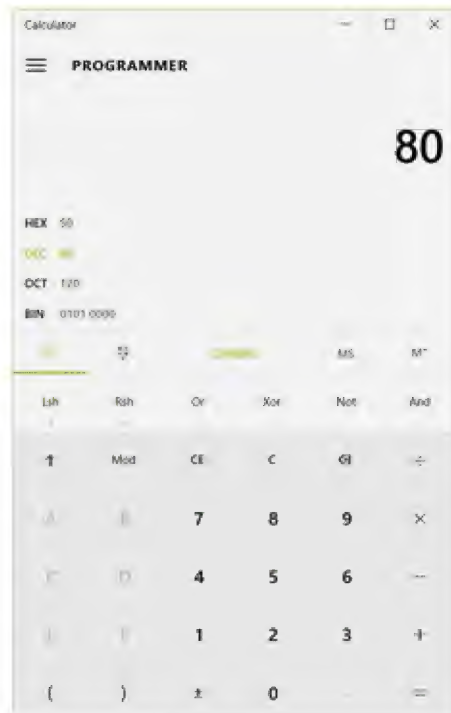 Calculator
PROGRAMMER
80
HEX 50
DEC 80
OCT 120
BIN 0101 0000
MS
Lsh Rsh Or Xor Not And
↑ Mod CE C ÷
A B 7 8 9 ×
C D 4 5 6 −
E F 1 2 3 +
( ) ± 0 . =